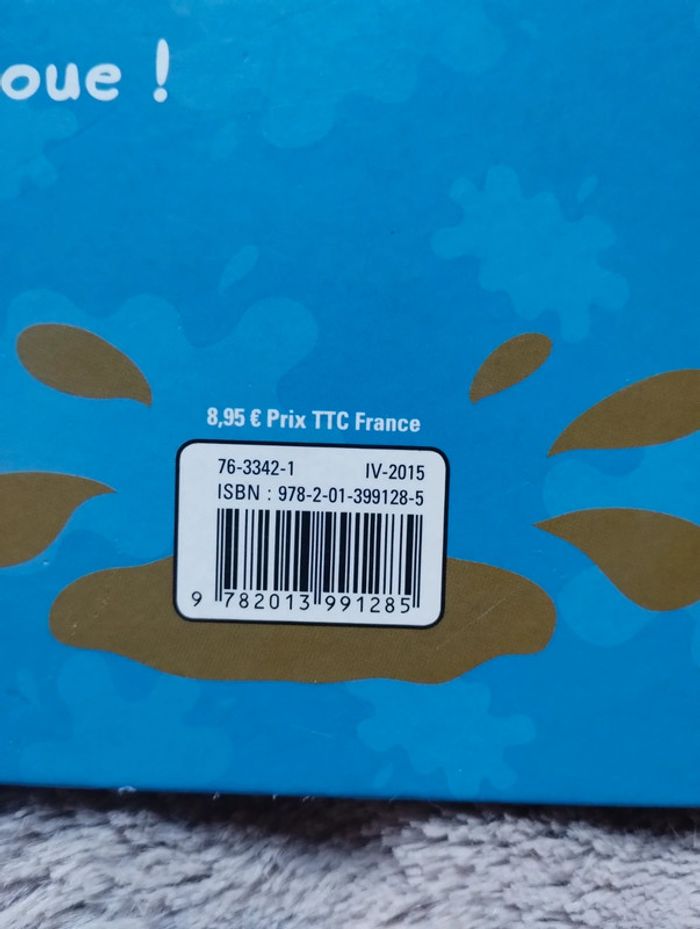 oue !
8,95 € Prix TTC France
76-3342-1 IV-2015
ISBN : 978-2-01-399128-5
9 782013 991285